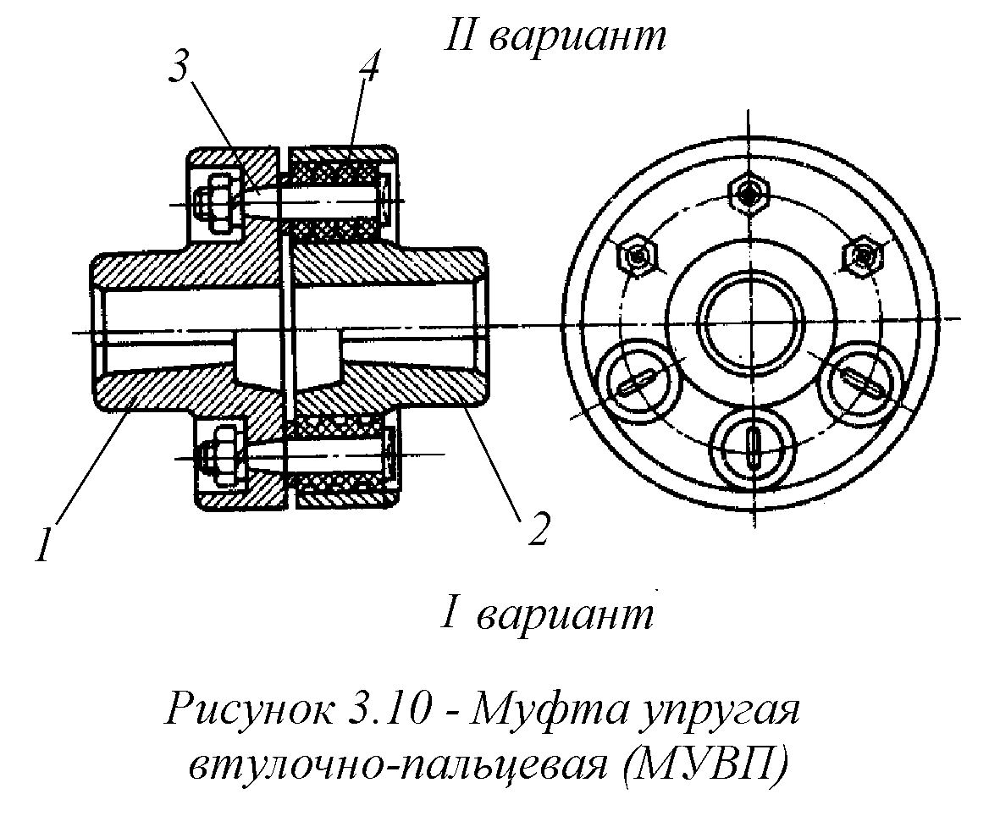 II вариант
3
4
1
2
I вариант
Рисунок 3.10 - Муфта упругая
втулочно-пальцевая (МУВП)